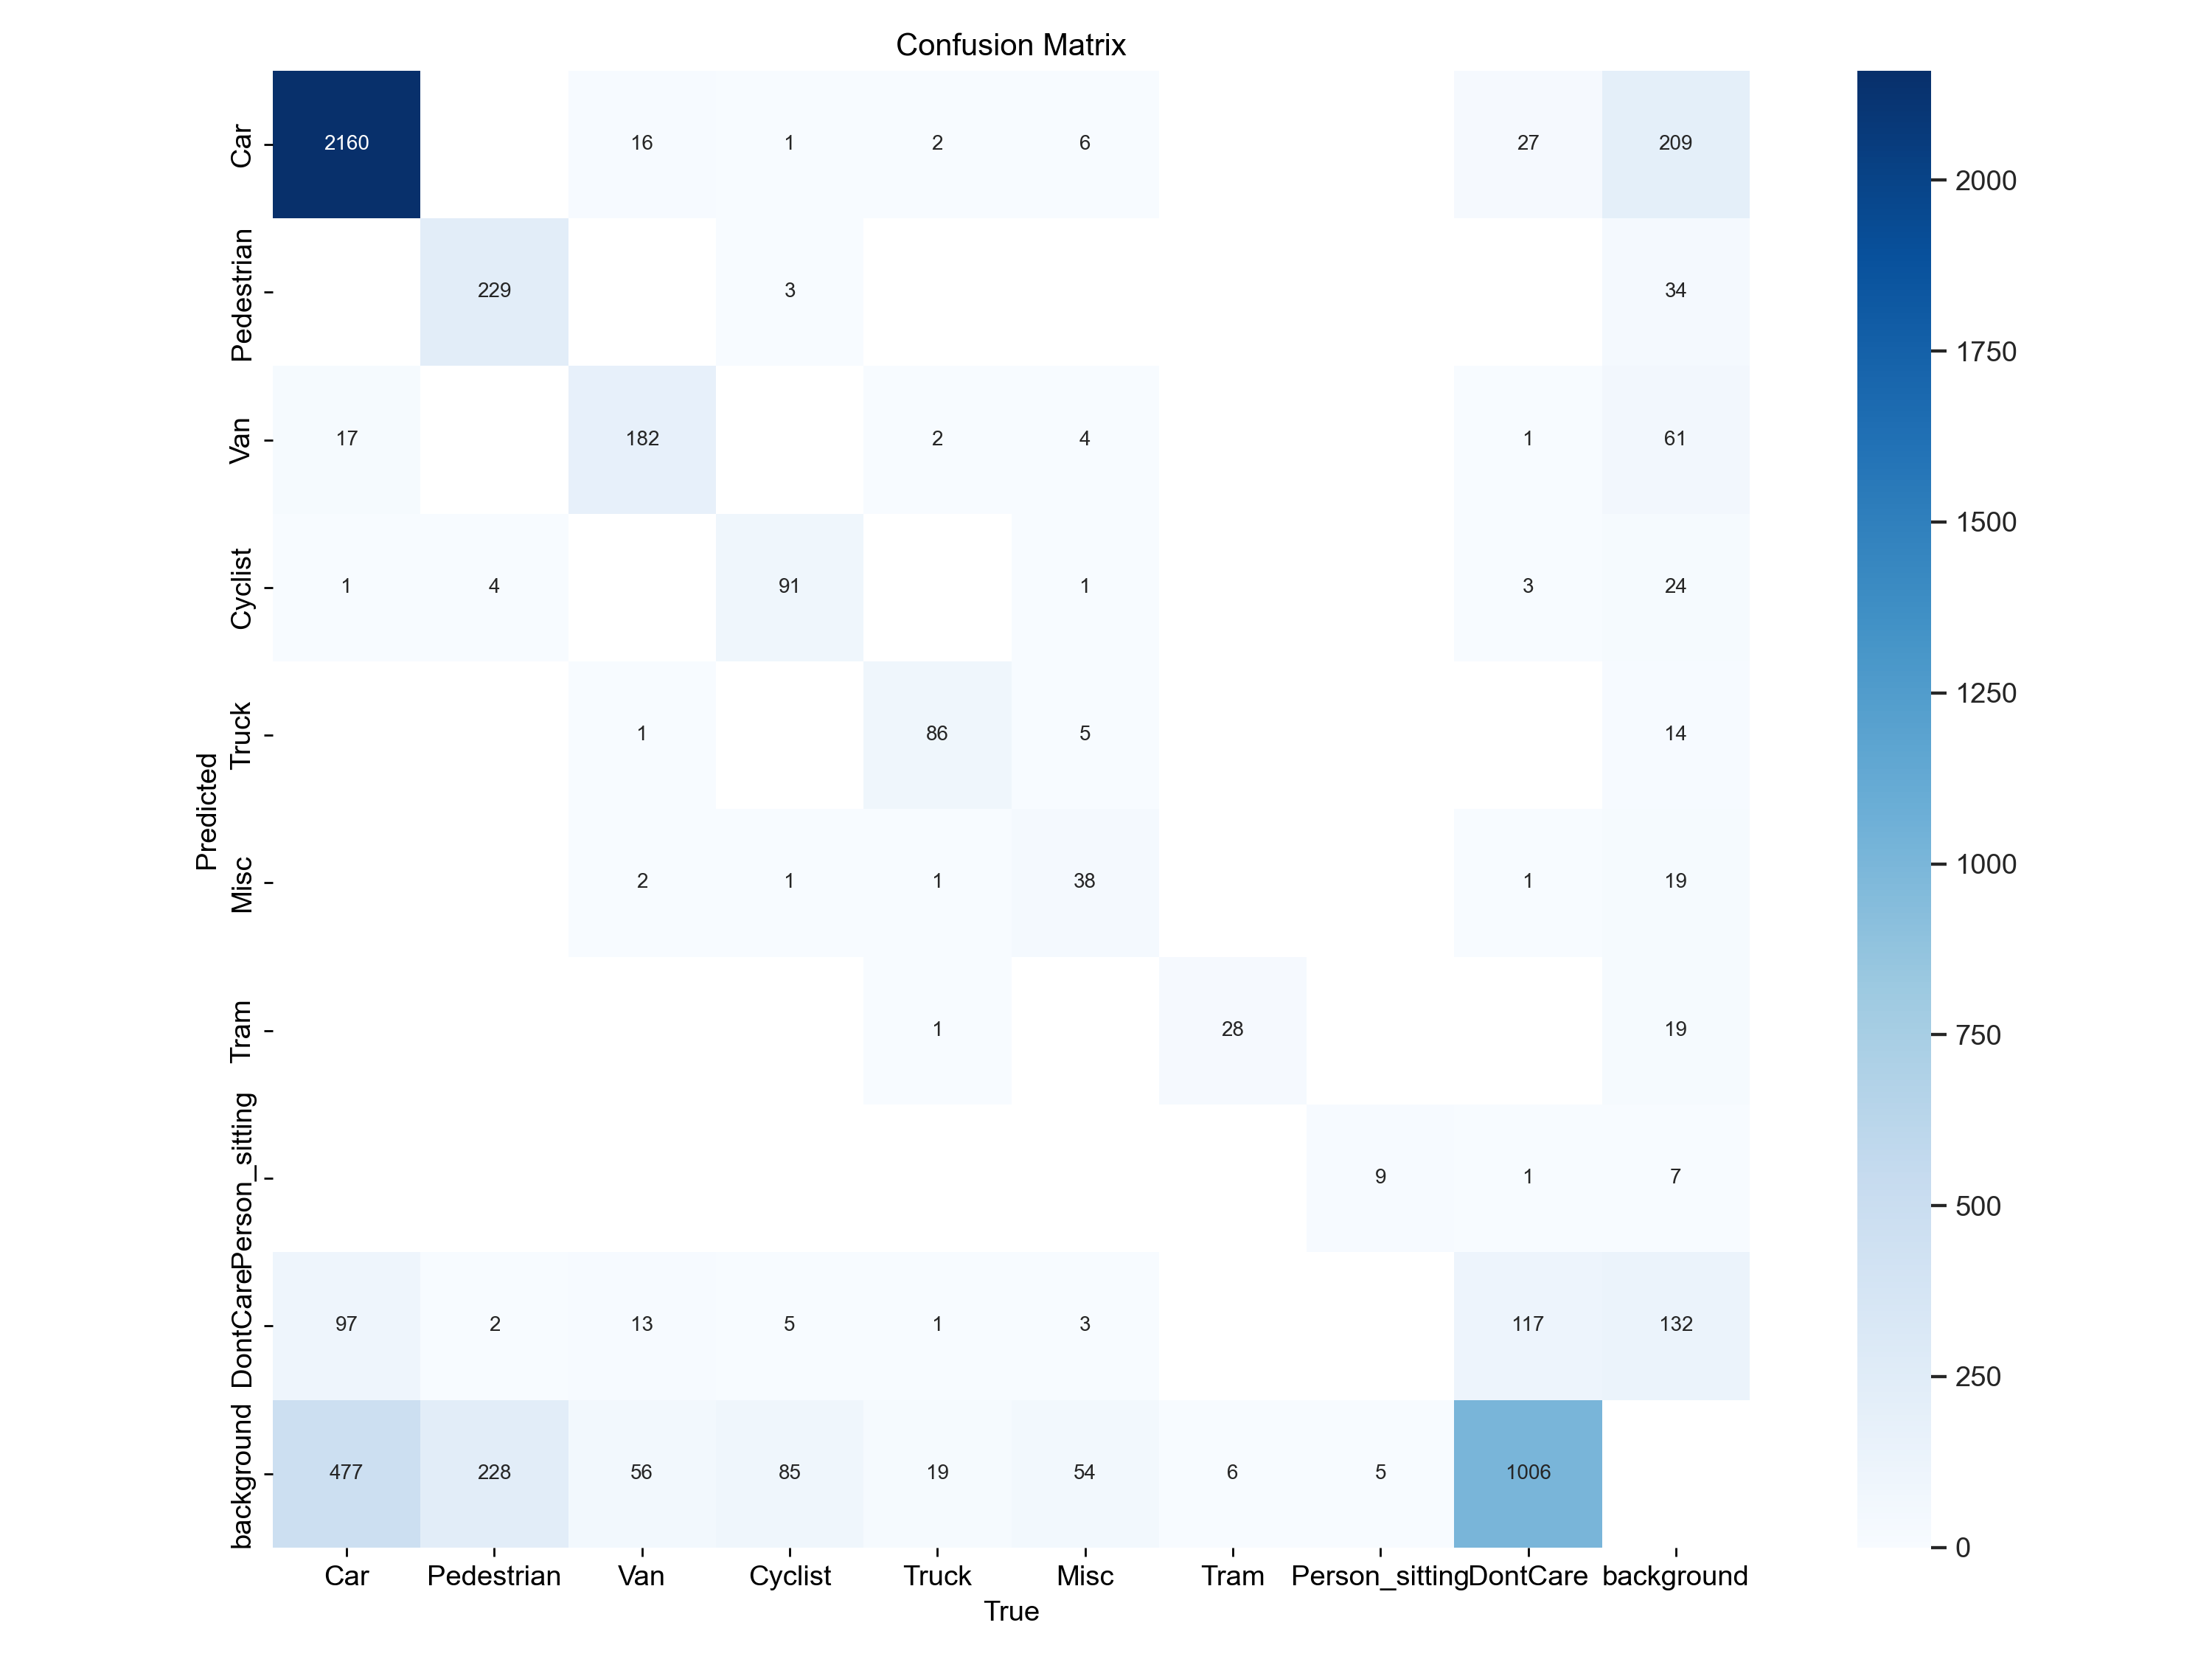 Confusion Matrix
Car 2160 16 1 2 6 27 209
Pedestrian 229 3 34
Van 17 182 2 4 1 61
Cyclist 1 4 91 1 3 24
Truck 1 86 5 14
Misc 2 1 1 38 1 19
Tram 1 28 19
Person_sitting 9 1 7
DontCare 97 2 13 5 1 3 117 132
background 477 228 56 85 19 54 6 5 1006
Car Pedestrian Van Cyclist Truck Misc Tram Person_sitting DontCare background
True
Predicted
2000
1750
1500
1250
1000
750
500
250
0